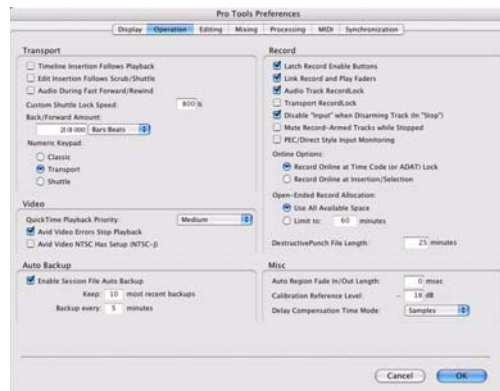 Pro Tools Preferences
Display Operation Editing Mixing Processing MIDI Synchronization
Transport
Timeline Insertion Follows Playback
Edit Insertion Follows Scrub/Shuttle
Audio During Fast Forward/Rewind
Custom Shuttle Lock Speed: 800 %
Back/Forward Amount:
2|0|000 Bars:Beats
Numeric Keypad:
Classic
Transport
Shuttle
Video
QuickTime Playback Priority: Medium
Avid Video Errors Stop Playback
Avid Video NTSC Has Setup (NTSC-J)
Auto Backup
Enable Session File Auto Backup
Keep: 10 most recent backups
Backup every: 5 minutes
Record
Latch Record Enable Buttons
Link Record and Play Faders
Audio Track RecordLock
Transport RecordLock
Disable "Input" when Disarming Track (In "Stop")
Mute Record-Armed Tracks while Stopped
PEC/Direct Style Input Monitoring
Online Options:
Record Online at Time Code (or ADAT) Lock
Record Online at Insertion/Selection
Open-Ended Record Allocation:
Use All Available Space
Limit to: 60 minutes
DestructivePunch File Length: 25 minutes
Misc
Auto Region Fade In/Out Length: 0 msec
Calibration Reference Level: - 18 dB
Delay Compensation Time Mode: Samples
Cancel OK